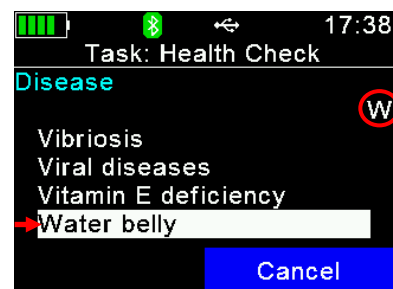 17:38
Task: Health Check
Disease
W
Vibriosis
Viral diseases
Vitamin E deficiency
Water belly
Cancel